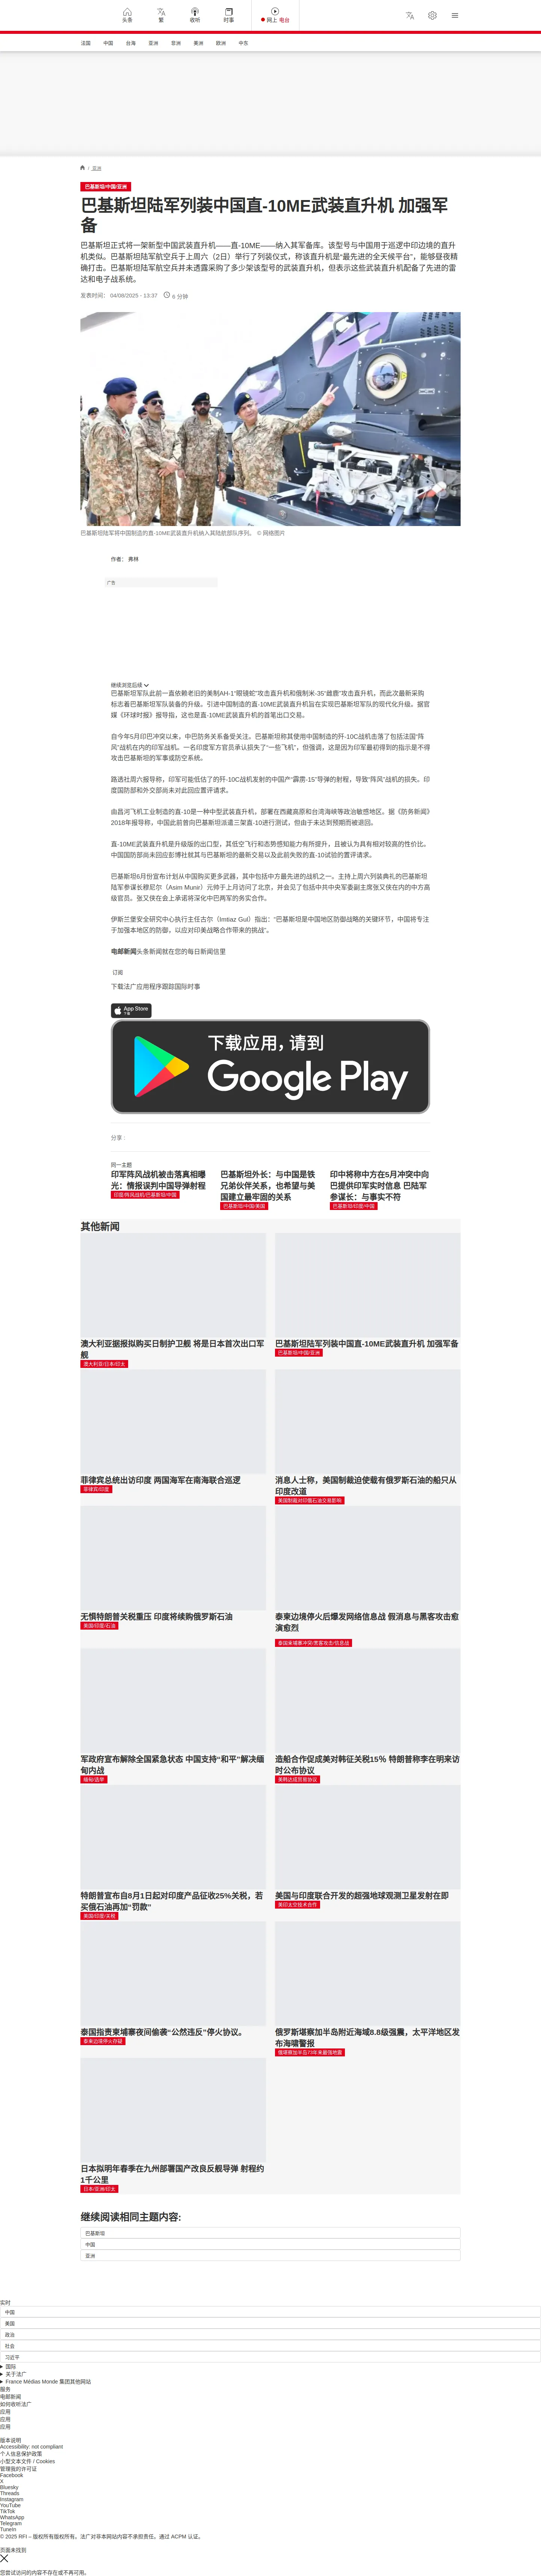 头条
繁
收听
时事
网上 电台
法国
中国
台海
亚洲
非洲
美洲
欧洲
中东
/ 亚洲
巴基斯坦/中国/亚洲
巴基斯坦陆军列装中国直-10ME武装直升机 加强军
备
巴基斯坦正式将一架新型中国武装直升机——直-10ME——纳入其军备库。该型号与中国用于巡逻中印边境的直升
机类似。巴基斯坦陆军航空兵于上周六（2日）举行了列装仪式，称该直升机是“最先进的全天候平台”，能够昼夜精
确打击。巴基斯坦陆军航空兵并未透露采购了多少架该型号的武装直升机，但表示这些武装直升机配备了先进的雷
达和电子战系统。
发表时间： 04/08/2025 - 13:37
6 分钟
巴基斯坦陆军将中国制造的直-10ME武装直升机纳入其陆航部队序列。 © 网络图片
作者： 弗林
广告
继续浏览后续
巴基斯坦军队此前一直依赖老旧的美制AH-1“眼镜蛇”攻击直升机和俄制米-35“雌鹿”攻击直升机，而此次最新采购
标志着巴基斯坦军队装备的升级。引进中国制造的直-10ME武装直升机旨在实现巴基斯坦军队的现代化升级。据官
媒《环球时报》报导指，这也是直-10ME武装直升机的首笔出口交易。
自今年5月印巴冲突以来，中巴防务关系备受关注。巴基斯坦称其使用中国制造的歼-10C战机击落了包括法国“阵
风”战机在内的印军战机。一名印度军方官员承认损失了“一些飞机”，但强调，这是因为印军最初得到的指示是不得
攻击巴基斯坦的军事或防空系统。
路透社周六报导称，印军可能低估了的歼-10C战机发射的中国产“霹雳-15”导弹的射程，导致“阵风”战机的损失。印
度国防部和外交部尚未对此回应置评请求。
由昌河飞机工业制造的直-10是一种中型武装直升机，部署在西藏高原和台湾海峡等政治敏感地区。据《防务新闻》
2018年报导称，中国此前曾向巴基斯坦派遣三架直-10进行测试，但由于未达到预期而被退回。
直-10ME武装直升机是升级版的出口型，其低空飞行和态势感知能力有所提升，且被认为具有相对较高的性价比。
中国国防部尚未回应彭博社就其与巴基斯坦的最新交易以及此前失败的直-10试验的置评请求。
巴基斯坦6月份宣布计划从中国购买更多武器，其中包括中方最先进的战机之一。主持上周六列装典礼的巴基斯坦
陆军参谋长穆尼尔（Asim Munir）元帅于上月访问了北京，并会见了包括中共中央军委副主席张又侠在内的中方高
级官员。张又侠在会上承诺将深化中巴两军的务实合作。
伊斯兰堡安全研究中心执行主任古尔（Imtiaz Gul）指出：“巴基斯坦是中国地区防御战略的关键环节，中国将专注
于加强本地区的防御，以应对印美战略合作带来的挑战”。
电邮新闻头条新闻就在您的每日新闻信里
订阅
下载法广应用程序跟踪国际时事
App Store
下载
下载应用，请到
Google Play
分享 :
同一主题
印军阵风战机被击落真相曝
光：情报误判中国导弹射程
印度/阵风战机/巴基斯坦/中国
巴基斯坦外长：与中国是铁
兄弟伙伴关系，也希望与美
国建立最牢固的关系
巴基斯坦/中国/美国
印中将称中方在5月冲突中向
巴提供印军实时信息 巴陆军
参谋长：与事实不符
巴基斯坦/印度/中国
其他新闻
澳大利亚据报拟购买日制护卫舰 将是日本首次出口军
舰
澳大利亚/日本/印太
巴基斯坦陆军列装中国直-10ME武装直升机 加强军备
巴基斯坦/中国/亚洲
菲律宾总统出访印度 两国海军在南海联合巡逻
菲律宾/印度
消息人士称，美国制裁迫使载有俄罗斯石油的船只从
印度改道
美国制裁对印俄石油交易影响
无惧特朗普关税重压 印度将续购俄罗斯石油
美国/印度/石油
泰柬边境停火后爆发网络信息战 假消息与黑客攻击愈
演愈烈
泰国柬埔寨冲突/黑客攻击/信息战
军政府宣布解除全国紧急状态 中国支持“和平”解决缅
甸内战
缅甸/选举
造船合作促成美对韩征关税15％ 特朗普称李在明来访
时公布协议
美韩达成贸易协议
特朗普宣布自8月1日起对印度产品征收25%关税，若
买俄石油再加“罚款”
美国/印度/关税
美国与印度联合开发的超强地球观测卫星发射在即
美印太空技术合作
泰国指责柬埔寨夜间偷袭“公然违反”停火协议。
泰柬边境停火存疑
俄罗斯堪察加半岛附近海域8.8级强震，太平洋地区发
布海啸警报
俄堪察加半岛73年来最强地震
日本拟明年春季在九州部署国产改良反舰导弹 射程约
1千公里
日本/亚洲/印太
继续阅读相同主题内容:
巴基斯坦
中国
亚洲
实时
中国
美国
政治
社会
习近平
国际
关于法广
France Médias Monde 集团其他网站
服务
电邮新闻
如何收听法广
应用
应用
应用
版本说明
Accessibility: not compliant
个人信息保护政策
小型文本文件 / Cookies
管理我的许可证
Facebook
X
Bluesky
Threads
Instagram
YouTube
TikTok
WhatsApp
Telegram
TuneIn
© 2025 RFI – 版权所有版权所有。法广对非本网站内容不承担责任。通过 ACPM 认证。
页面未找到
您尝试访问的内容不存在或不再可用。